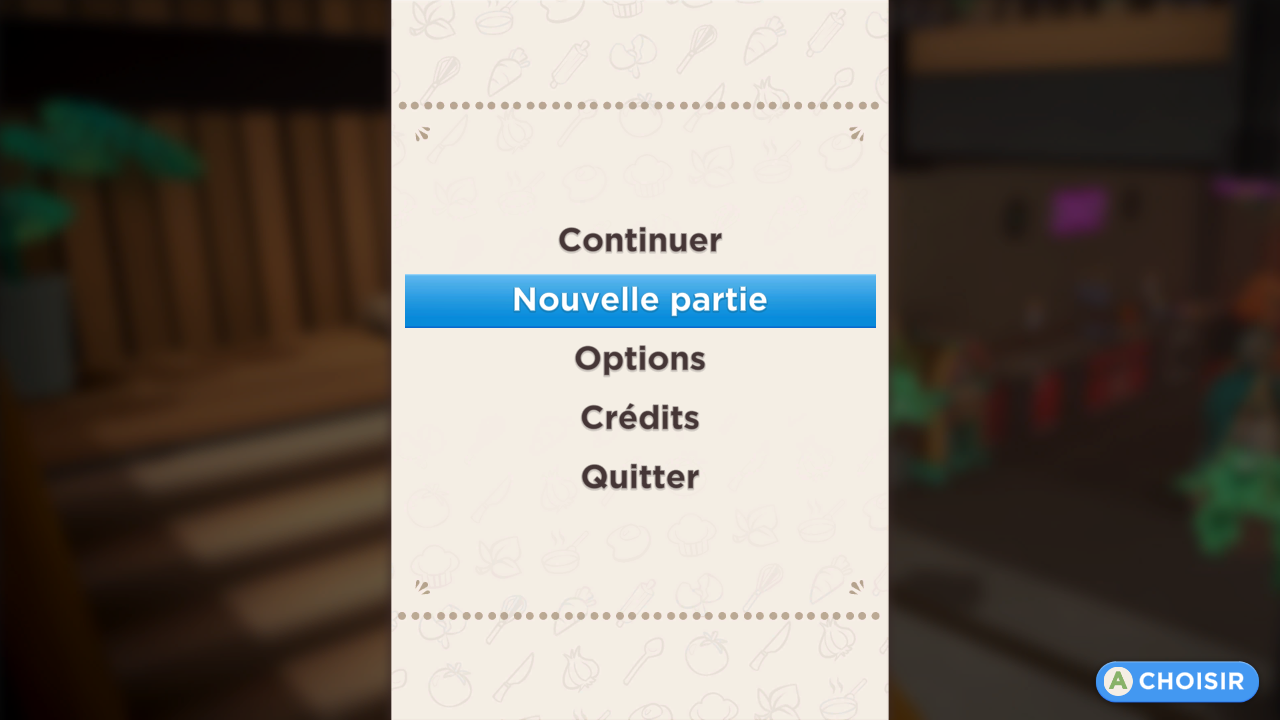 Continuer
Nouvelle partie
Options
Crédits
Quitter
A CHOISIR